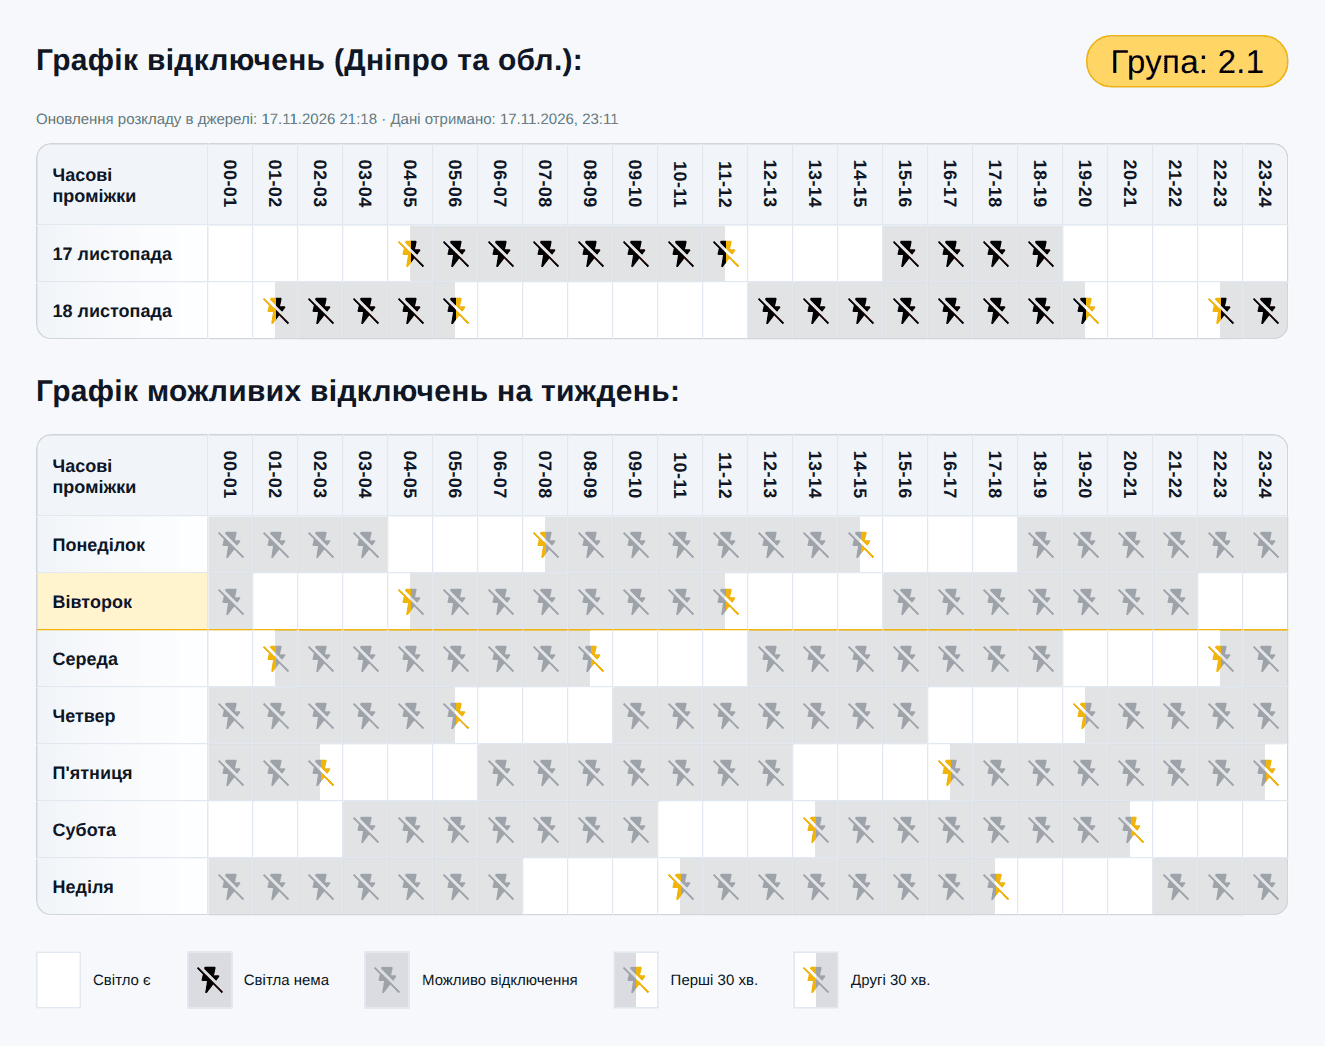 Графік відключень (Дніпро та обл.):
Група: 2.1
Оновлення розкладу в джерелі: 17.11.2026 21:18 · Дані отримано: 17.11.2026, 23:11
Часові проміжки 00-01 01-02 02-03 03-04 04-05 05-06 06-07 07-08 08-09 09-10 10-11 11-12 12-13 13-14 14-15 15-16 16-17 17-18 18-19 19-20 20-21 21-22 22-23 23-24
17 листопада
18 листопада
Графік можливих відключень на тиждень:
Часові проміжки 00-01 01-02 02-03 03-04 04-05 05-06 06-07 07-08 08-09 09-10 10-11 11-12 12-13 13-14 14-15 15-16 16-17 17-18 18-19 19-20 20-21 21-22 22-23 23-24
Понеділок
Вівторок
Середа
Четвер
П'ятниця
Субота
Неділя
Світло є Світла нема Можливо відключення Перші 30 хв. Другі 30 хв.